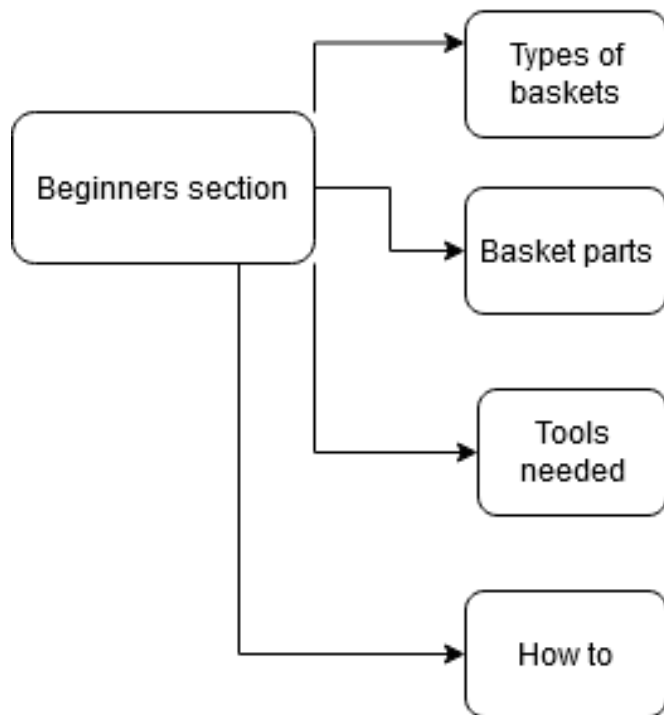 Types of
baskets
Beginners section
Basket parts
Tools
needed
How to